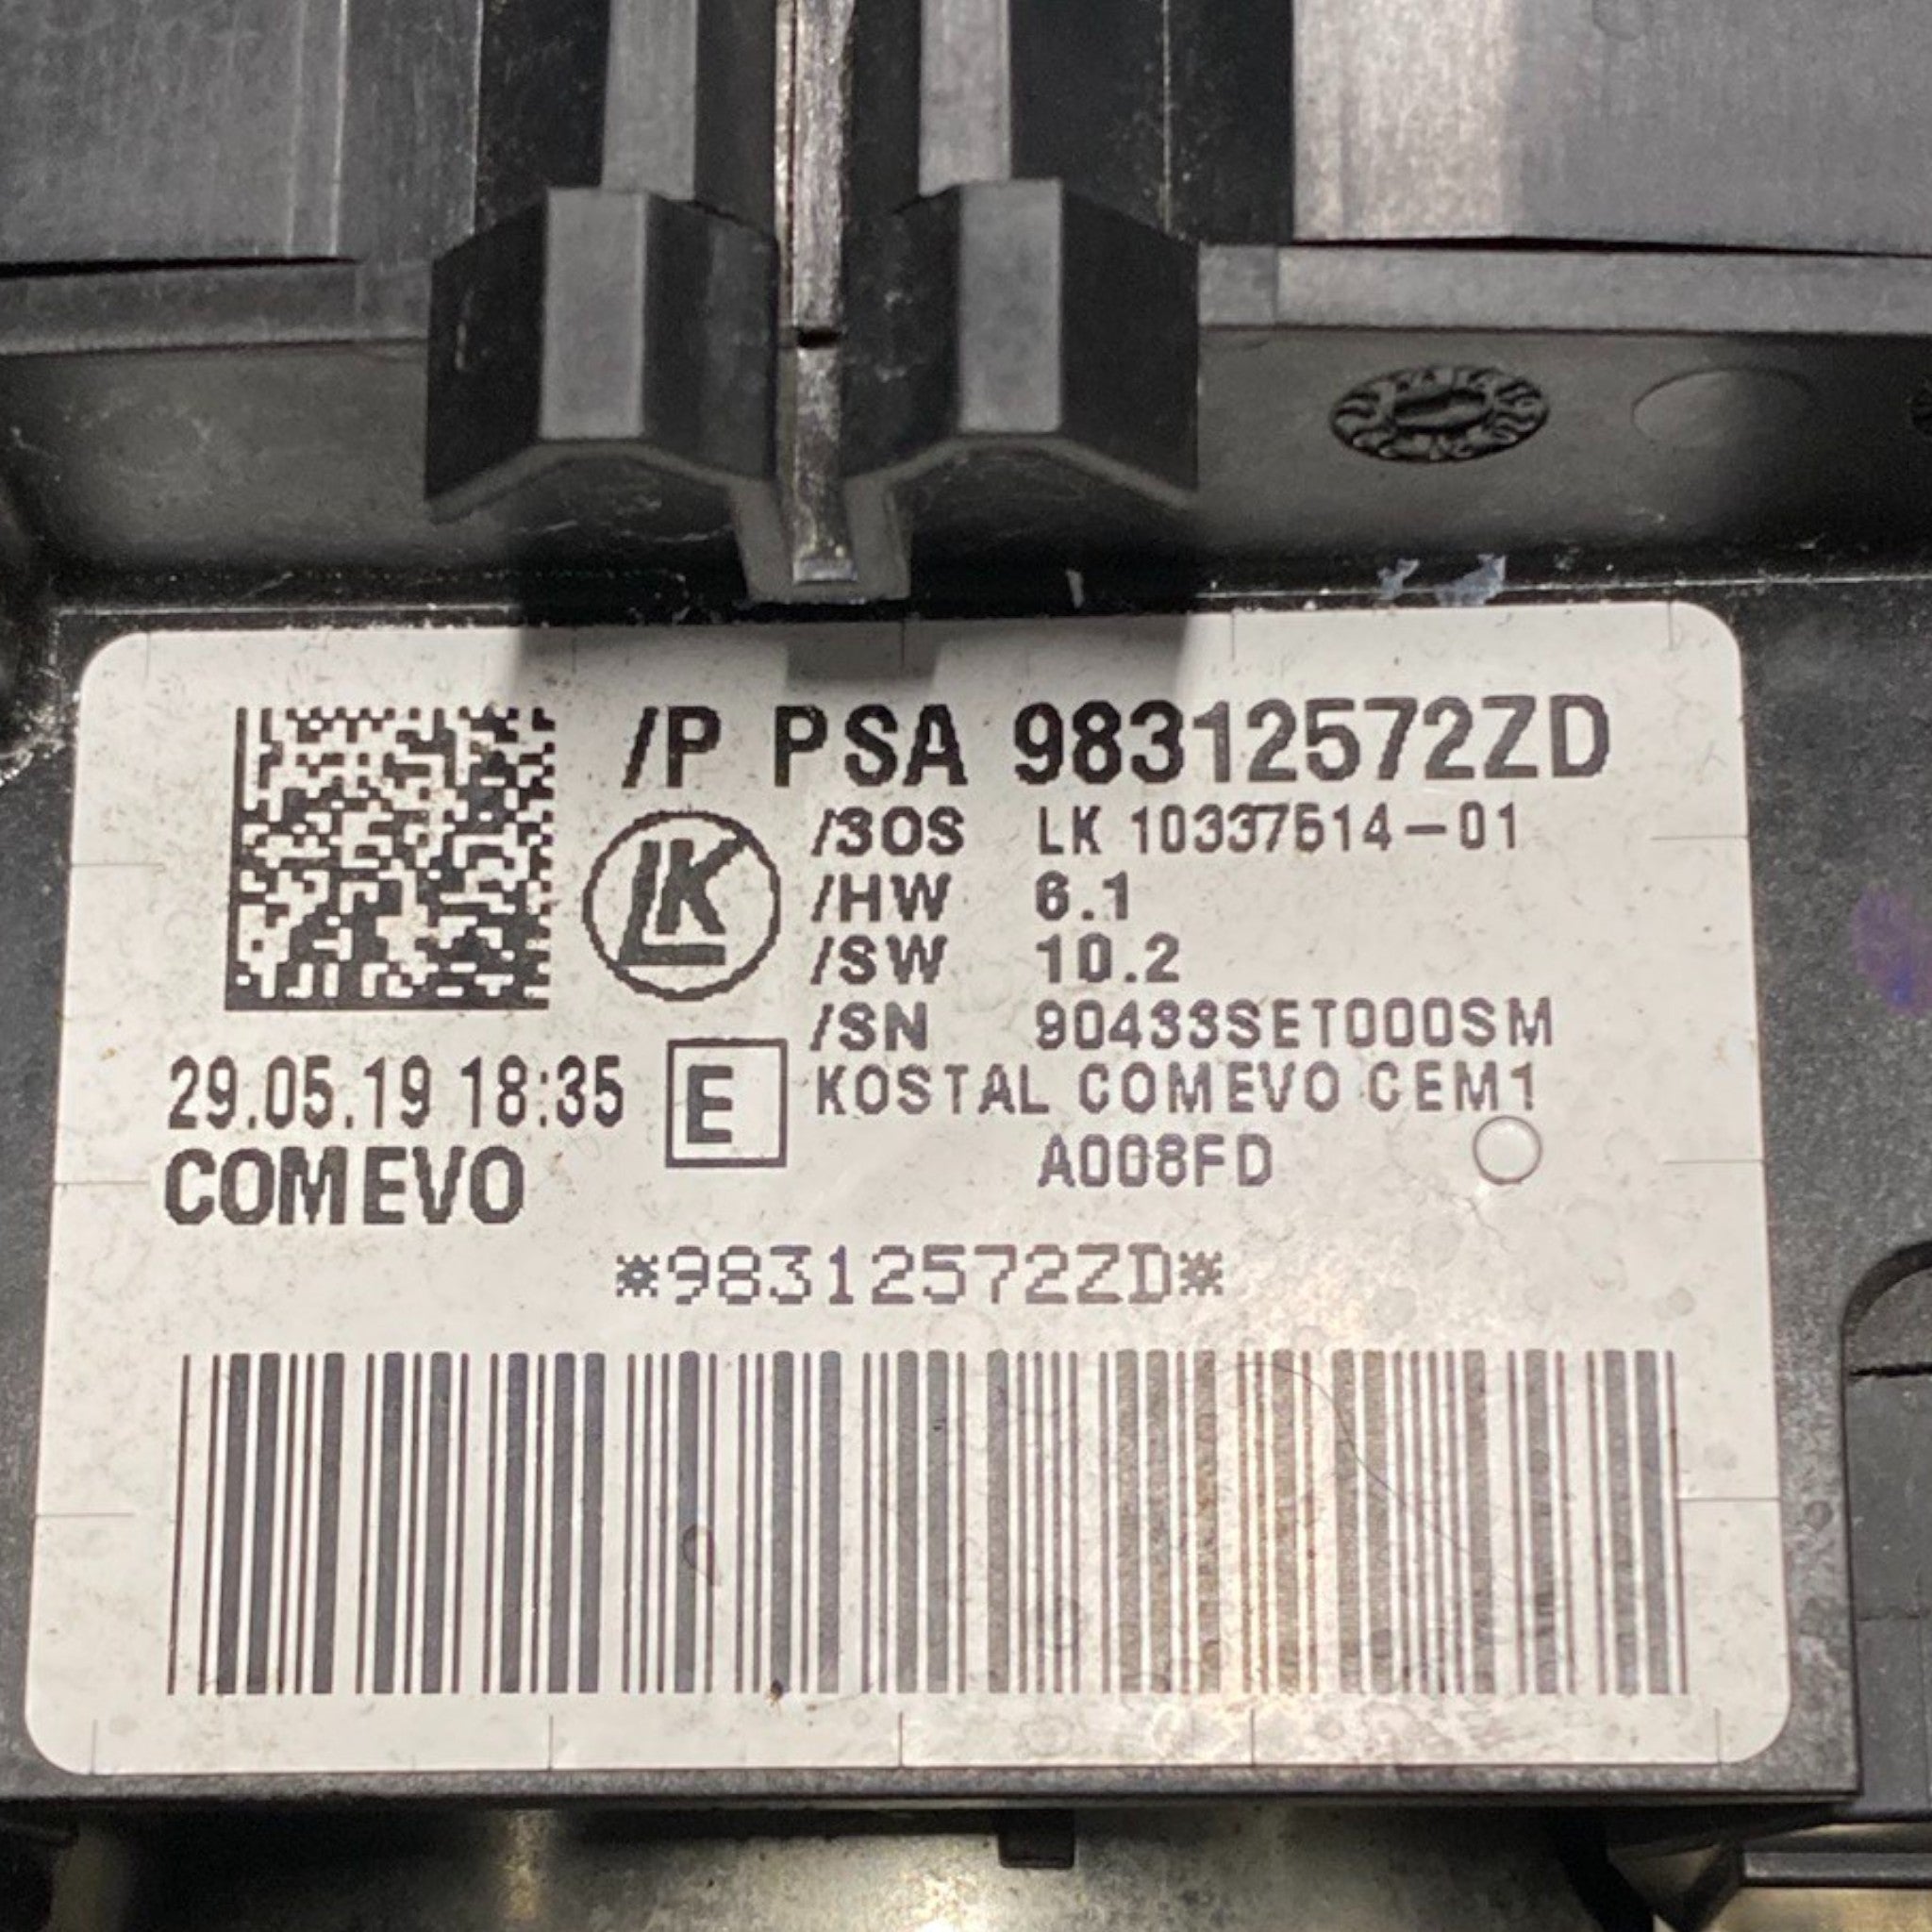 /P PSA 98312572ZD
LK
/3OS LK 10337614-01
/HW 6.1
/SW 10.2
/SN 90433SET000SM
29.05.19 18:35 E KOSTAL COMEVO CEM1
COMEVO A008FD
*98312572ZD*